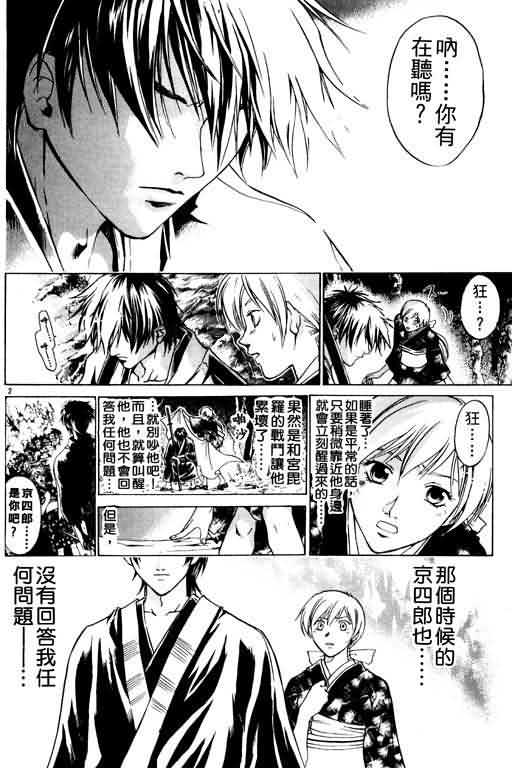 吶……你有
在聽嗎?
狂…?
狂…
睡著了…
如果是平常的話，
只要稍微靠近他身邊
就會立刻醒過來的…
果然是和宮毘
羅的戰鬥讓他
累壞了…
…就別吵他吧！
而且，就算叫醒
他，他也不會回
答我任何問題…
但是，
京四郎…
是你吧?
2
那個時候的
京四郎也……
沒有回答我任
何問題——